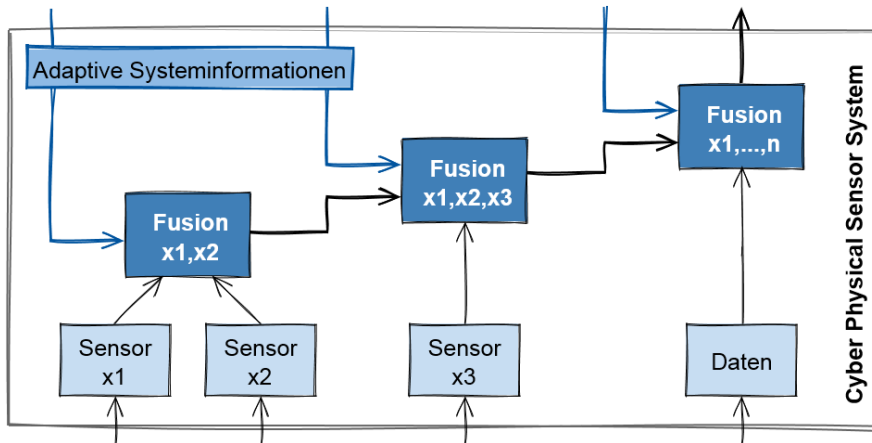 Adaptive Systeminformationen
Fusion
x1,...,n
Fusion
x1,x2,x3
Fusion
x1,x2
Sensor
x1
Sensor
x2
Sensor
x3
Daten
Cyber Physical Sensor System